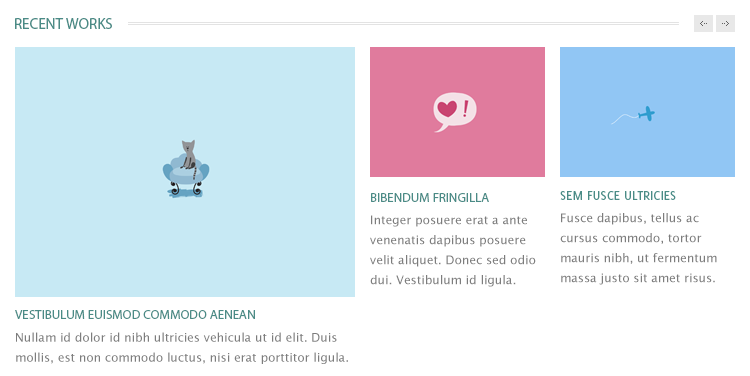 RECENT WORKS
!
VESTIBULUM EUISMOD COMMODO AENEAN
Nullam id dolor id nibh ultricies vehicula ut id elit. Duis
mollis, est non commodo luctus, nisi erat porttitor ligula.
BIBENDUM FRINGILLA
Integer posuere erat a ante
venenatis dapibus posuere
velit aliquet. Donec sed odio
dui. Vestibulum id ligula.
SEM FUSCE ULTRICIES
Fusce dapibus, tellus ac
cursus commodo, tortor
mauris nibh, ut fermentum
massa justo sit amet risus.